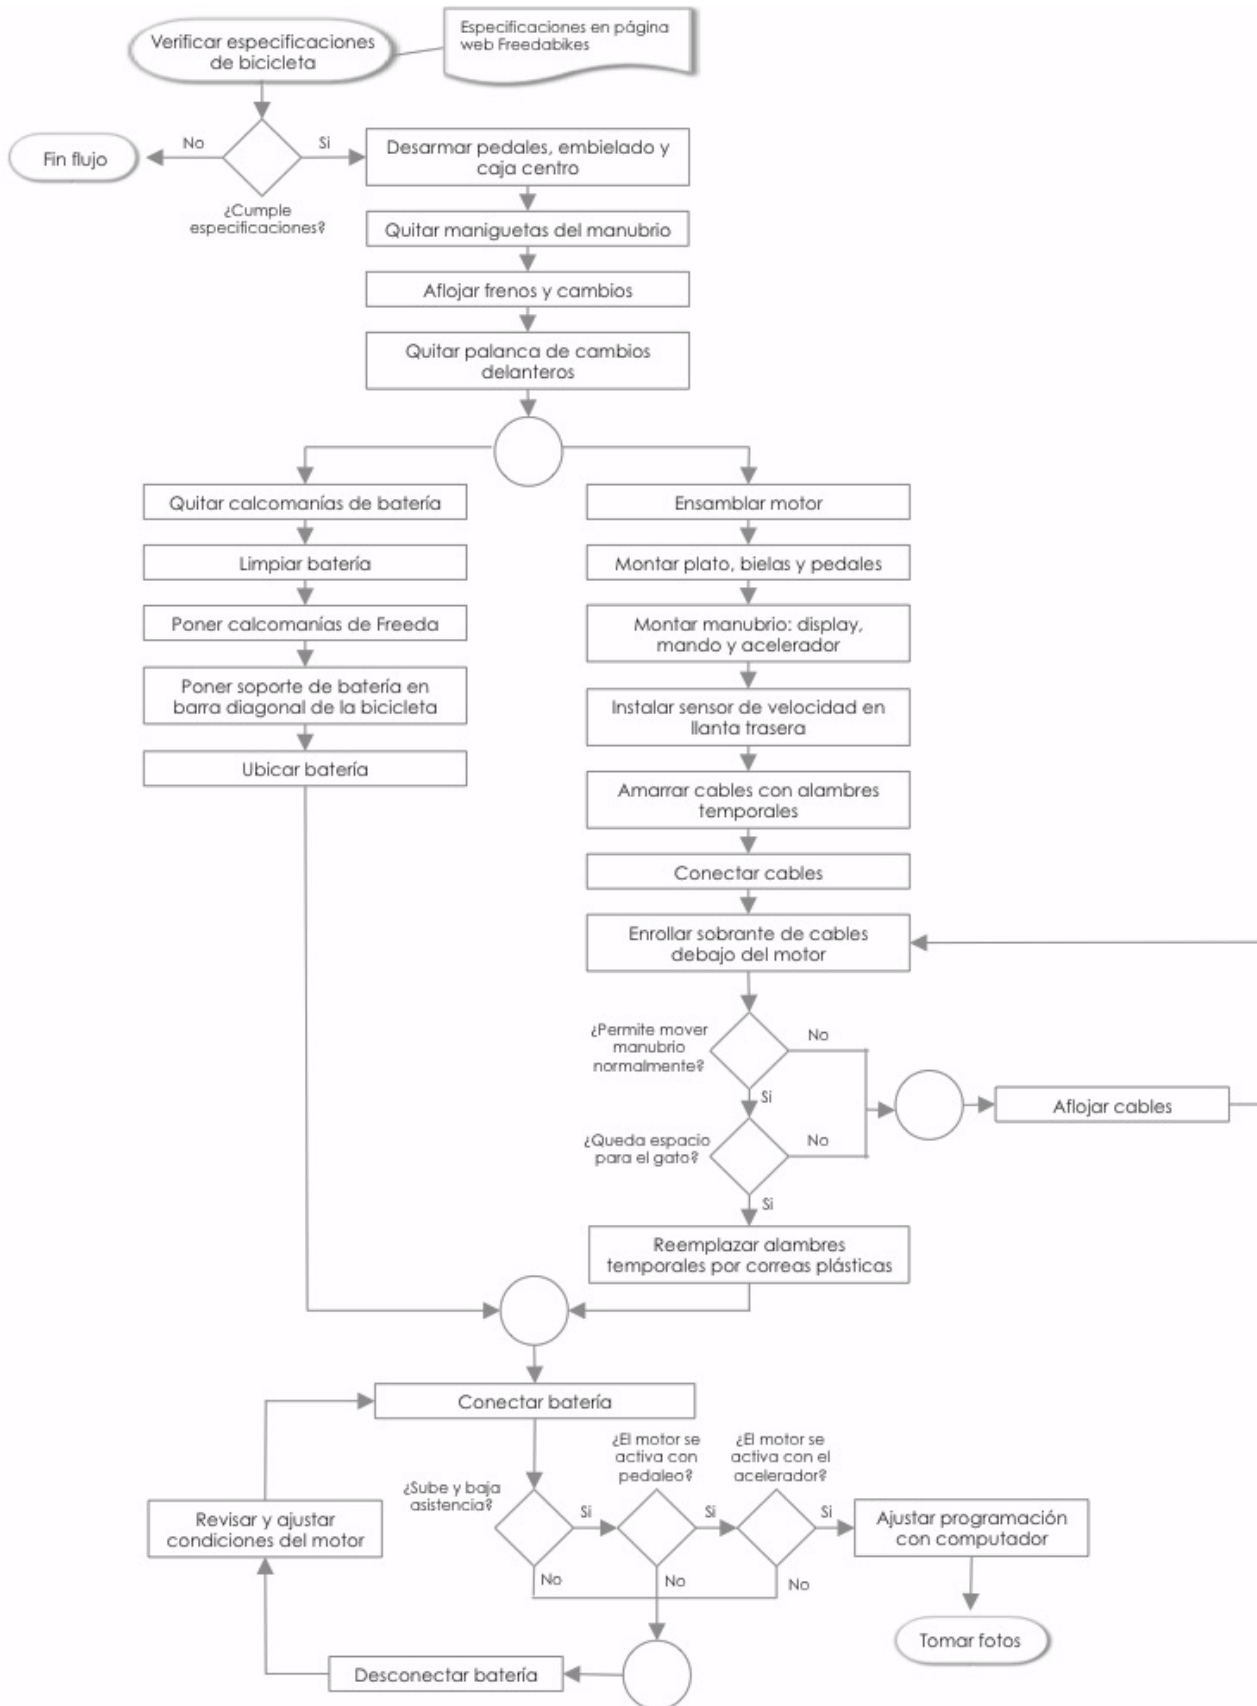 Verificar especificaciones
de bicicleta
Especificaciones en página
web Freedabikes
No
Si
Fin flujo
¿Cumple
especificaciones?
Desarmar pedales, embielado y
caja centro
Quitar maniguetas del manubrio
Aflojar frenos y cambios
Quitar palanca de cambios
delanteros
Quitar calcomanías de batería
Limpiar batería
Poner calcomanías de Freeda
Poner soporte de batería en
barra diagonal de la bicicleta
Ubicar batería
Ensamblar motor
Montar plato, bielas y pedales
Montar manubrio: display,
mando y acelerador
Instalar sensor de velocidad en
llanta trasera
Amarrar cables con alambres
temporales
Conectar cables
Enrollar sobrante de cables
debajo del motor
¿Permite mover
manubrio
normalmente?
No
Si
Aflojar cables
¿Queda espacio
para el gato?
No
Si
Reemplazar alambres
temporales por correas plásticas
Conectar batería
¿Sube y baja
asistencia?
Si
No
¿El motor se
activa con
pedaleo?
Si
No
¿El motor se
activa con el
acelerador?
Si
No
Ajustar programación
con computador
Tomar fotos
Desconectar batería
Revisar y ajustar
condiciones del motor